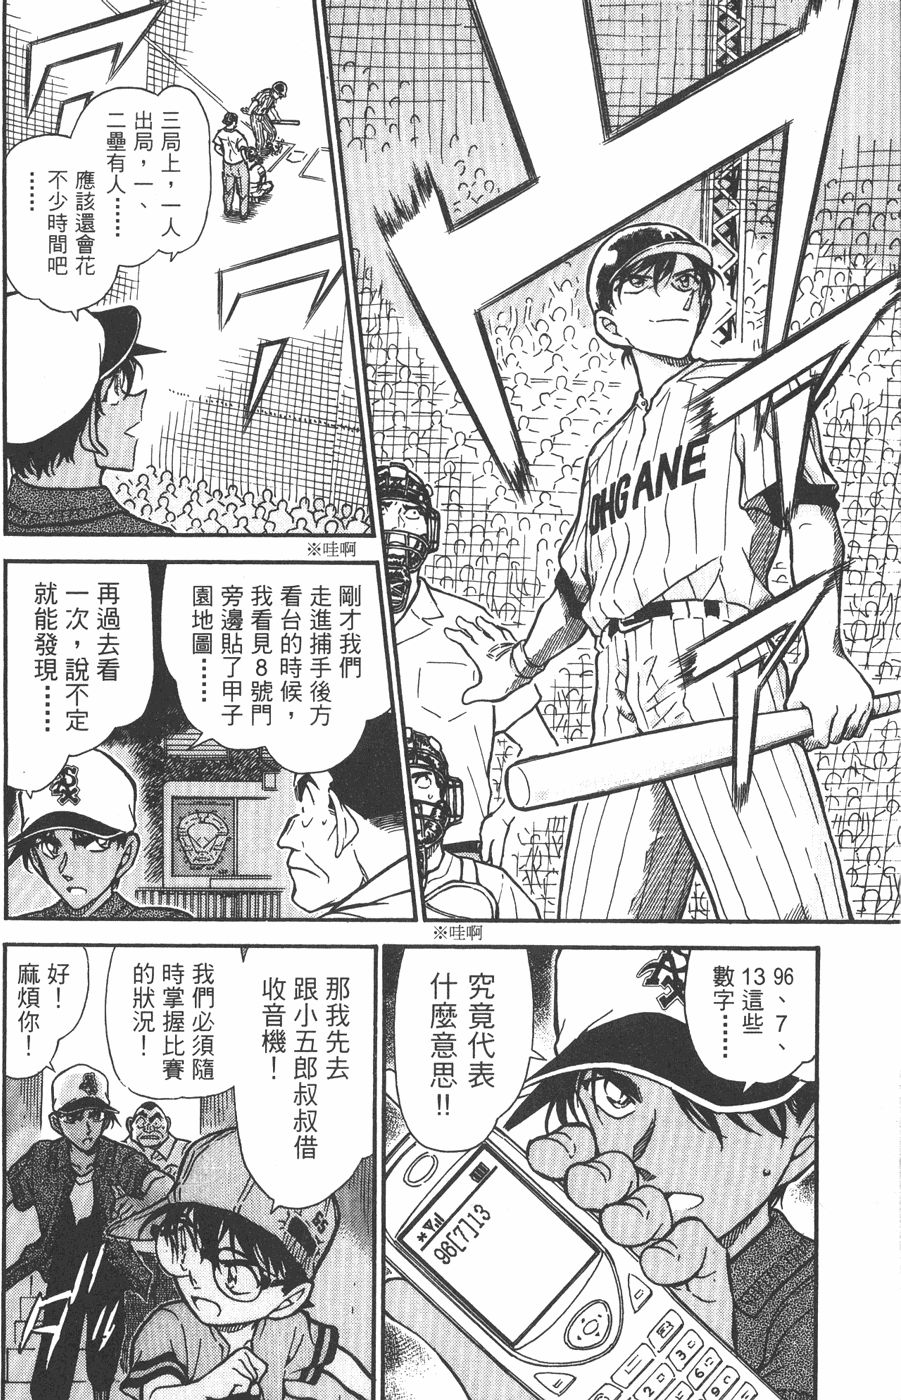 OHGANE
※哇啊
三局上，一人
出局，一、
二壘有人……
應該還會花
不少時間吧
……
※哇啊
剛才我們
走進捕手後方
看台的時候，
我看見8號門
旁邊貼了甲子
園地圖……
再過去看
一次，說不定
就能發現……
96、7、
13這些
數字……
究竟代表
什麼意思!!
96[7]13
那我先去
跟小五郎叔叔借
收音機！
我們必須隨
時掌握比賽
的狀況！
好！
麻煩你！